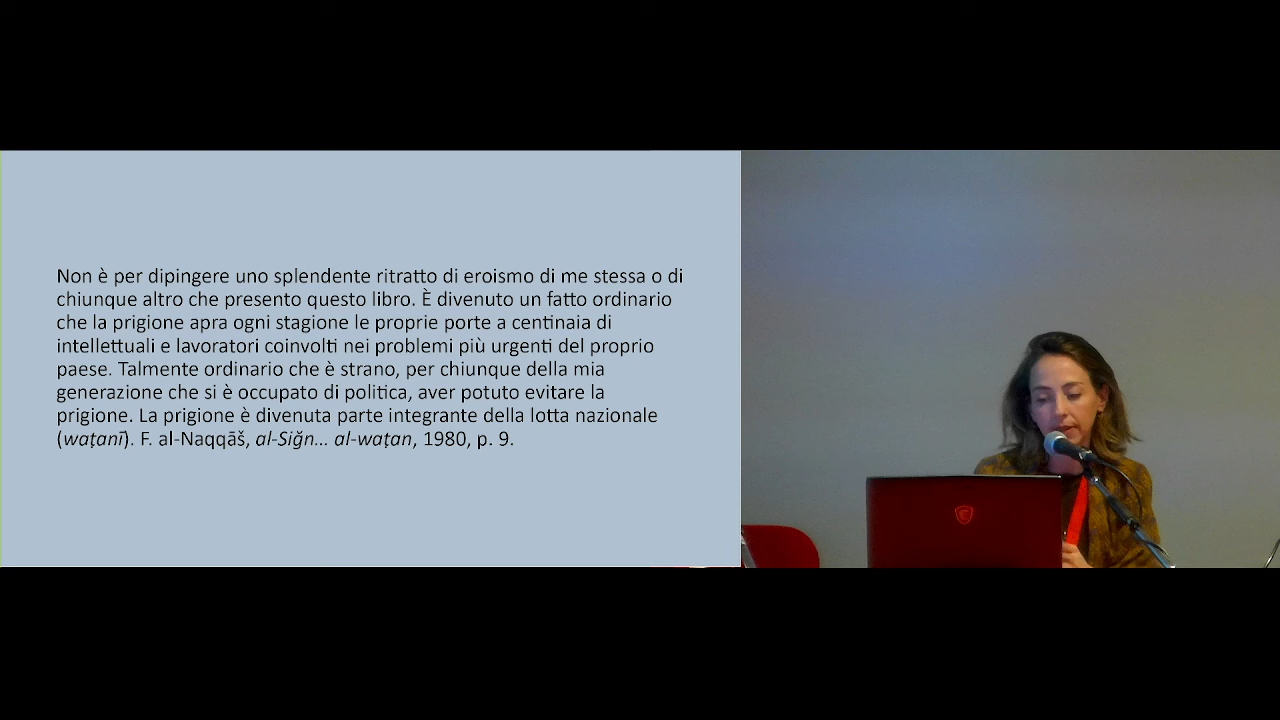 Non è per dipingere uno splendente ritratto di eroismo di me stessa o di
chiunque altro che presento questo libro. È divenuto un fatto ordinario
che la prigione apra ogni stagione le proprie porte a centinaia di
intellettuali e lavoratori coinvolti nei problemi più urgenti del proprio
paese. Talmente ordinario che è strano, per chiunque della mia
generazione che si è occupato di politica, aver potuto evitare la
prigione. La prigione è divenuta parte integrante della lotta nazionale
(waṭanī). F. al-Naqqāš, al-Siǧn... al-waṭan, 1980, p. 9.